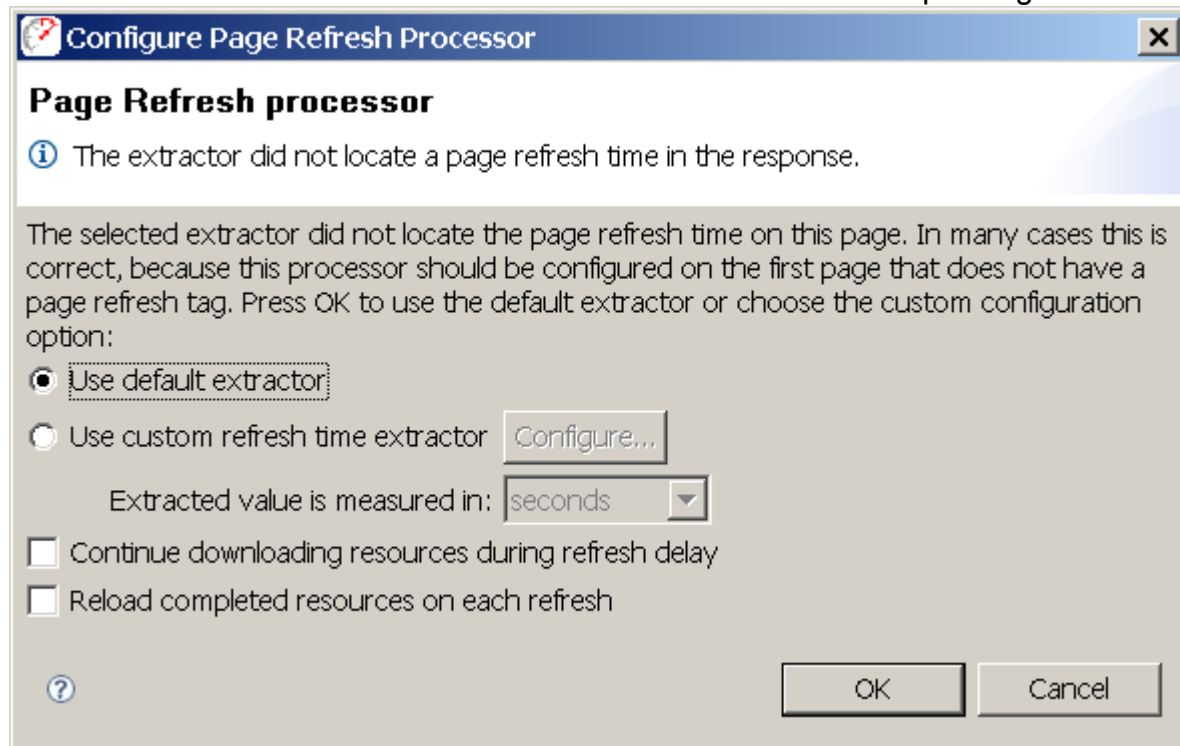 Configure Page Refresh Processor
Page Refresh processor
The extractor did not locate a page refresh time in the response.
The selected extractor did not locate the page refresh time on this page. In many cases this is
correct, because this processor should be configured on the first page that does not have a
page refresh tag. Press OK to use the default extractor or choose the custom configuration
option:
Use default extractor
Use custom refresh time extractor Configure...
Extracted value is measured in: seconds
Continue downloading resources during refresh delay
Reload completed resources on each refresh
OK Cancel